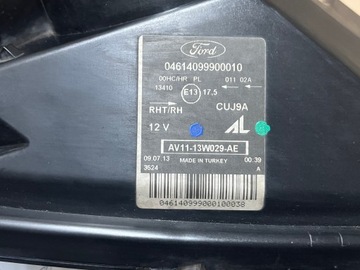 Ford
04614099900010
00HC/HR PL 011 02A
13410 E13 17.5
RHT/RH CUJ9A
12 V AL
AV11-13W029-AE
09.07.13 MADE IN TURKEY 00:39
3524 A
046140999000100038